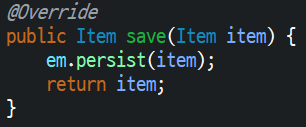 @Override
public Item save(Item item) {
    em.persist(item);
    return item;
}